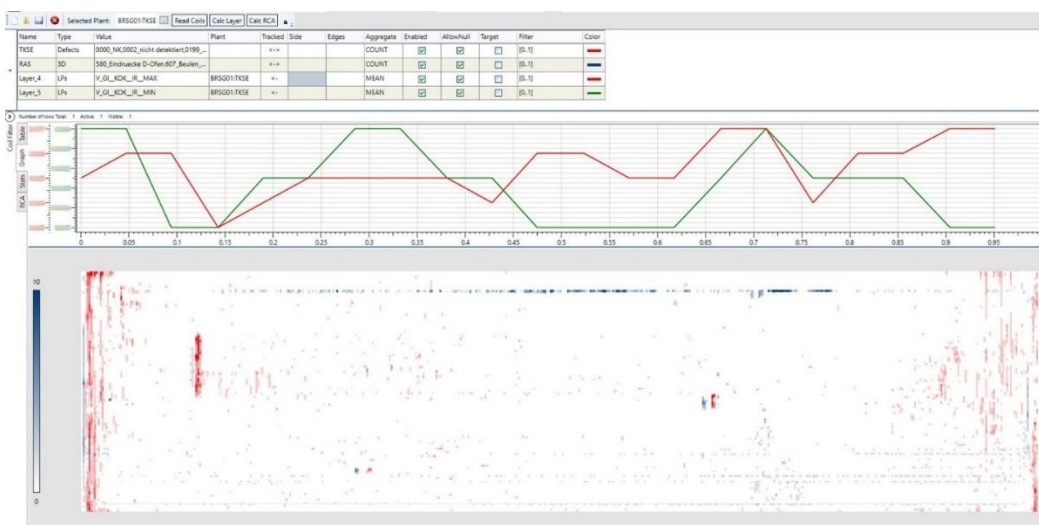 Selected Plant: BRSG01:TKSE Read Coils Calc Layer Calc RCA
Name Type Value Plant Tracked Side Edges Aggregate Enabled AllowNull Target Filter Color
TKSE Defects 0000_NK,0002_nicht detektiert,0199_... <-> COUNT [0..1]
RAS 3D 580_Eindruecke D-Ofen,607_Beulen_... <-> COUNT [0..1]
Layer_4 LPs V_GI__KDK__IR__MAX BRSG01:TKSE <- MEAN [0..1]
Layer_5 LPs V_GI__KDK__IR__MIN BRSG01:TKSE <- MEAN [0..1]
Number of rows Total: 1 Active: 1 Visible: 1
Coil Filter
Table
Graph
Stats
RCA
0 0.05 0.1 0.15 0.2 0.25 0.3 0.35 0.4 0.45 0.5 0.55 0.6 0.65 0.7 0.75 0.8 0.85 0.9 0.95
10
0